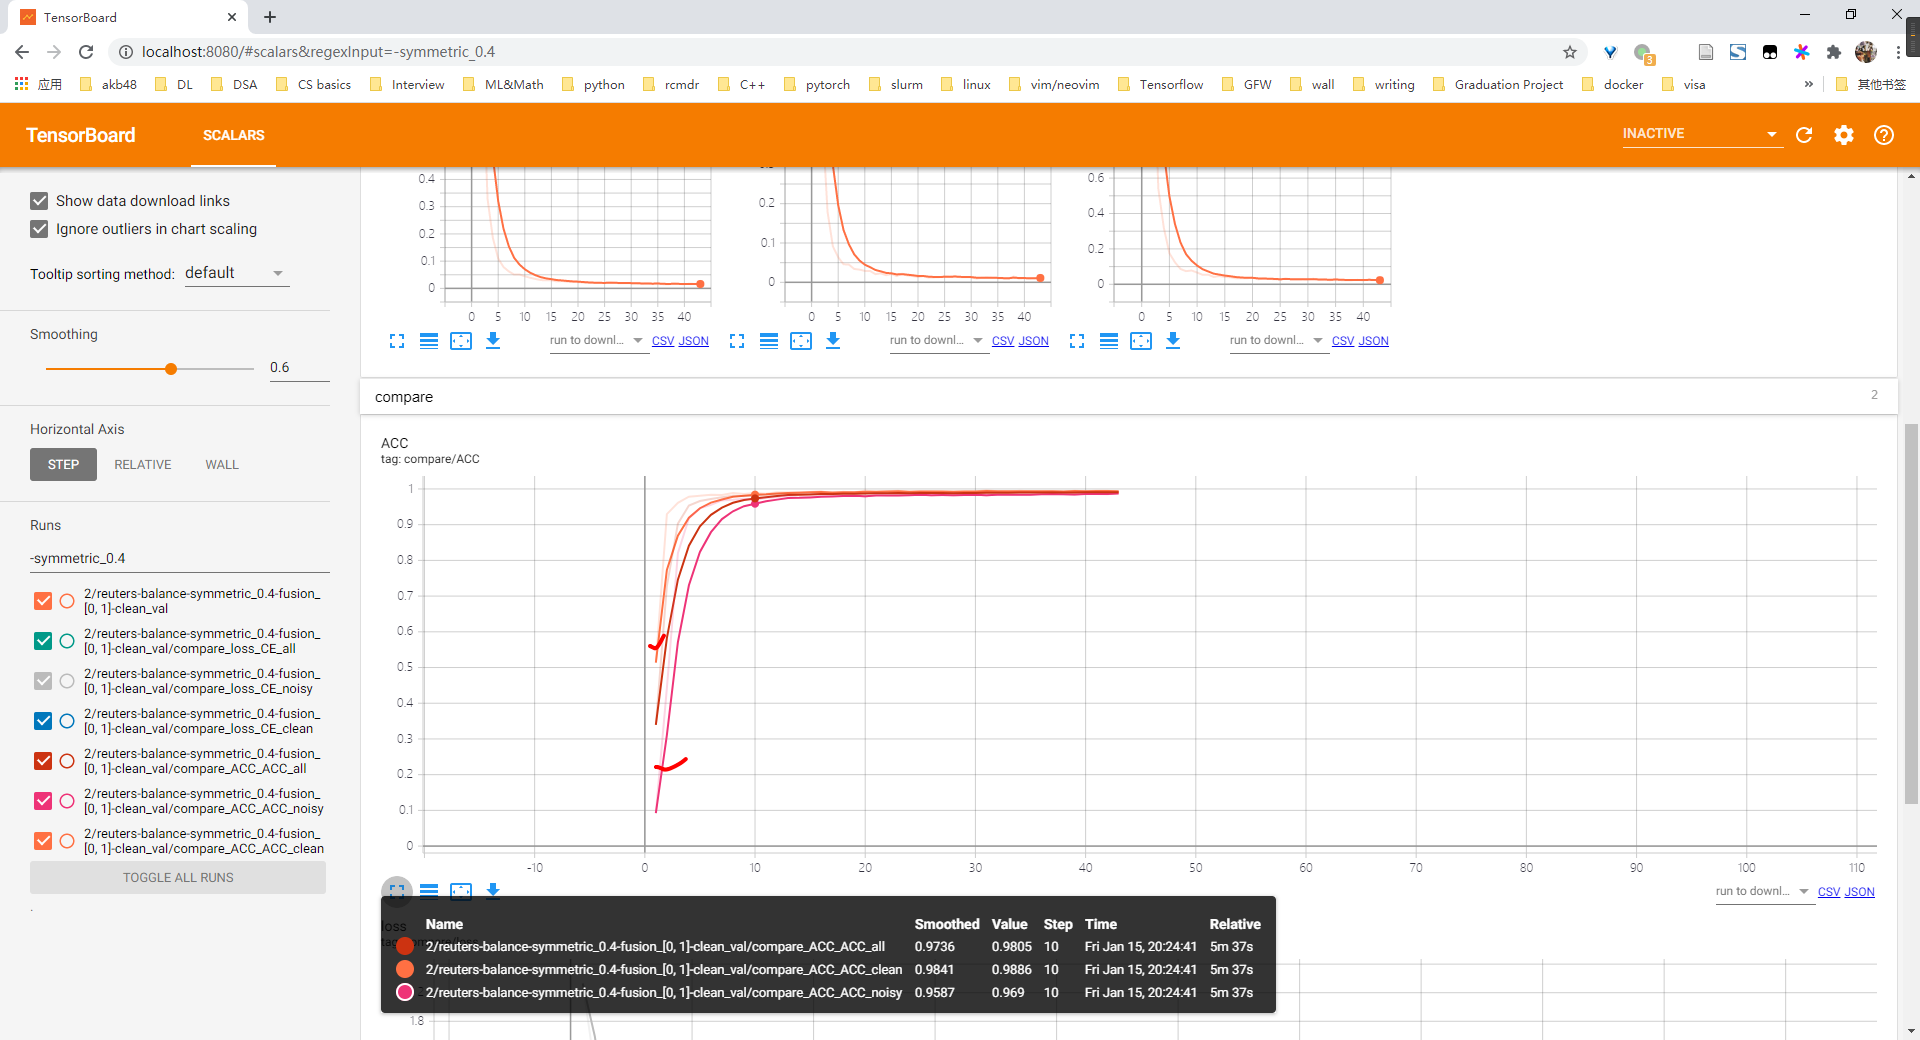 TensorBoard
localhost:8080/#scalars&regexInput=-symmetric_0.4
3
应用 akb48 DL DSA CS basics Interview ML&Math python rcmdr C++ pytorch slurm linux vim/neovim Tensorflow GFW wall writing Graduation Project docker visa » 其他书签
TensorBoard SCALARS INACTIVE
Show data download links
Ignore outliers in chart scaling
Tooltip sorting method: default
Smoothing
0.6
Horizontal Axis
STEP RELATIVE WALL
Runs
-symmetric_0.4
2/reuters-balance-symmetric_0.4-fusion_
[0, 1]-clean_val
2/reuters-balance-symmetric_0.4-fusion_
[0, 1]-clean_val/compare_loss_CE_all
2/reuters-balance-symmetric_0.4-fusion_
[0, 1]-clean_val/compare_loss_CE_noisy
2/reuters-balance-symmetric_0.4-fusion_
[0, 1]-clean_val/compare_loss_CE_clean
2/reuters-balance-symmetric_0.4-fusion_
[0, 1]-clean_val/compare_ACC_ACC_all
2/reuters-balance-symmetric_0.4-fusion_
[0, 1]-clean_val/compare_ACC_ACC_noisy
2/reuters-balance-symmetric_0.4-fusion_
[0, 1]-clean_val/compare_ACC_ACC_clean
TOGGLE ALL RUNS
.
0.4
0.3
0.2
0.1
0
0 5 10 15 20 25 30 35 40
run to downl... CSV JSON
0.2
0.1
0
0 5 10 15 20 25 30 35 40
run to downl... CSV JSON
0.6
0.4
0.2
0
0 5 10 15 20 25 30 35 40
run to downl... CSV JSON
compare 2
ACC
tag: compare/ACC
1
0.9
0.8
0.7
0.6
0.5
0.4
0.3
0.2
0.1
0
-10 0 10 20 30 40 50 60 70 80 90 100 110
run to downl... CSV JSON
loss
Name Smoothed Value Step Time Relative
2/reuters-balance-symmetric_0.4-fusion_[0, 1]-clean_val/compare_ACC_ACC_all 0.9736 0.9805 10 Fri Jan 15, 20:24:41 5m 37s
2/reuters-balance-symmetric_0.4-fusion_[0, 1]-clean_val/compare_ACC_ACC_clean 0.9841 0.9886 10 Fri Jan 15, 20:24:41 5m 37s
2/reuters-balance-symmetric_0.4-fusion_[0, 1]-clean_val/compare_ACC_ACC_noisy 0.9587 0.969 10 Fri Jan 15, 20:24:41 5m 37s
1.8